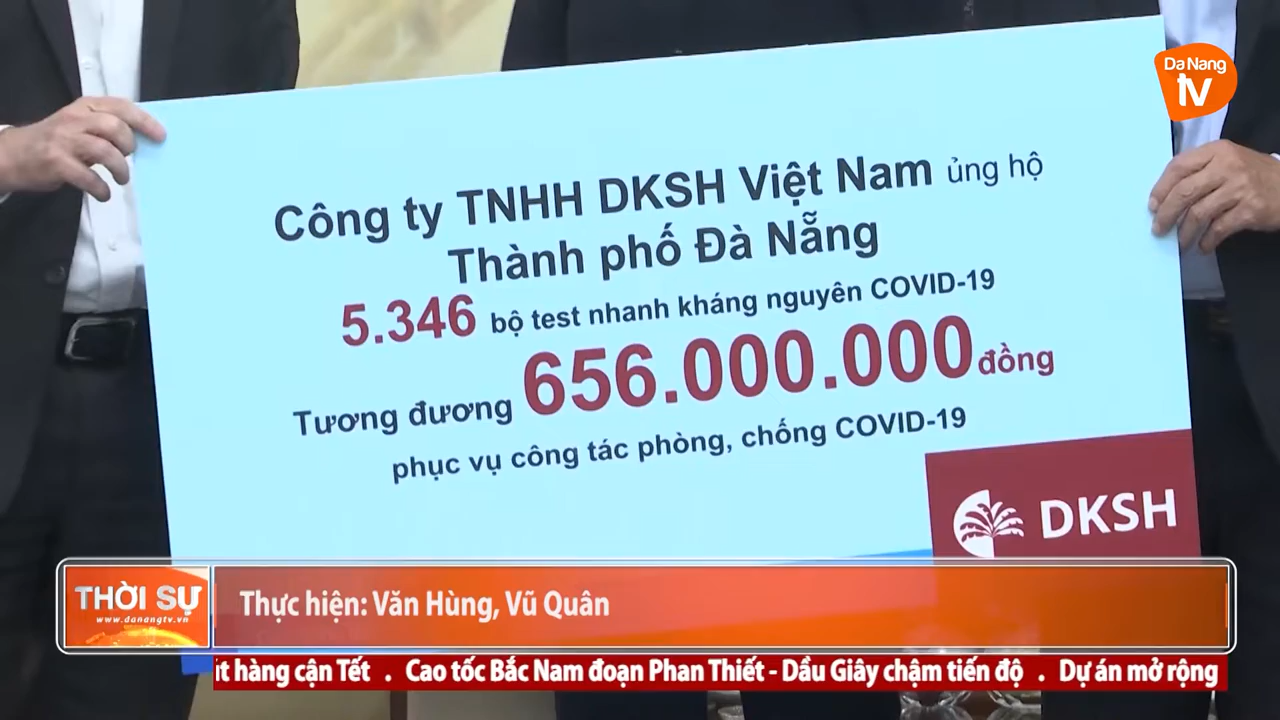 Da Nang
tv
Công ty TNHH DKSH Việt Nam ủng hộ
Thành phố Đà Nẵng
5.346 bộ test nhanh kháng nguyên COVID-19
Tương đương 656.000.000 đồng
phục vụ công tác phòng, chống COVID-19
DKSH
THỜI SỰ
www.danangtv.vn
Thực hiện: Văn Hùng, Vũ Quân
ít hàng cận Tết . Cao tốc Bắc Nam đoạn Phan Thiết - Dầu Giây chậm tiến độ . Dự án mở rộng